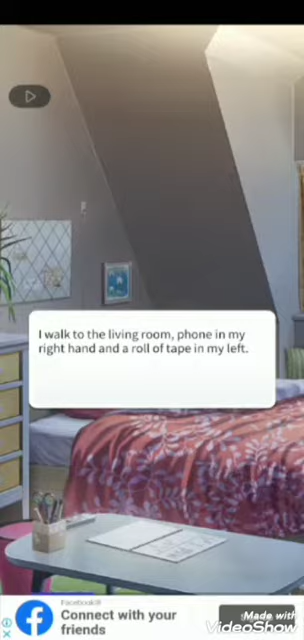 I walk to the living room, phone in my
right hand and a roll of tape in my left.
Facebook®
Connect with your
friends
Made with
VideoShow